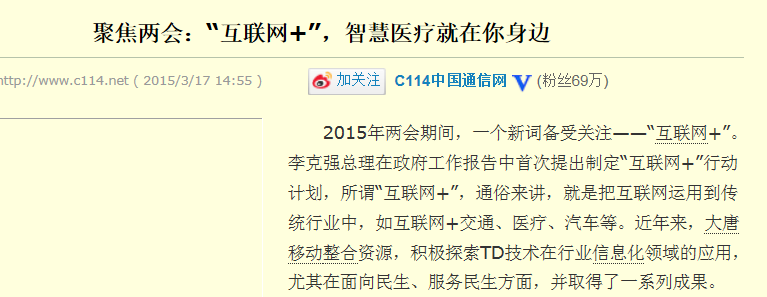 聚焦两会：“互联网+”，智慧医疗就在你身边
http://www.c114.net ( 2015/3/17 14:55 )
加关注 C114中国通信网 (粉丝69万)
2015年两会期间，一个新词备受关注——“互联网+”。
李克强总理在政府工作报告中首次提出制定“互联网+”行动
计划，所谓“互联网+”，通俗来讲，就是把互联网运用到传
统行业中，如互联网+交通、医疗、汽车等。近年来，大唐
移动整合资源，积极探索TD技术在行业信息化领域的应用，
尤其在面向民生、服务民生方面，并取得了一系列成果。